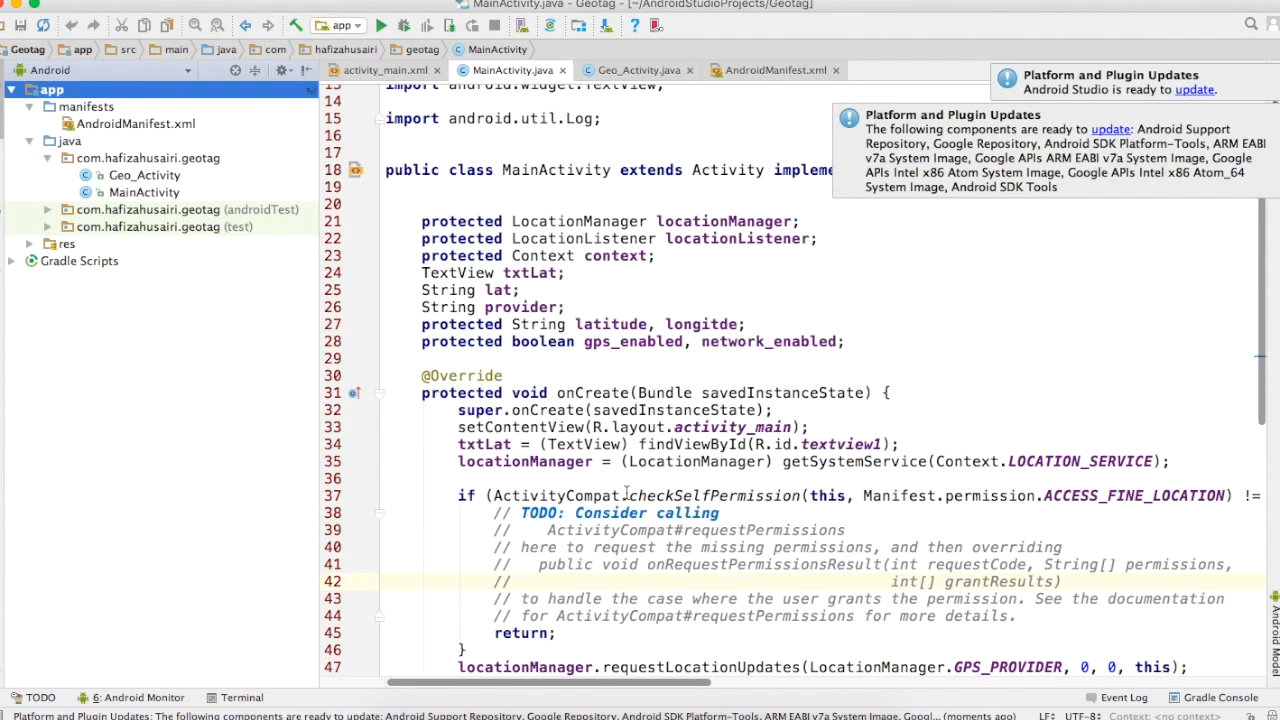 MainActivity.java - Geotag - [~/AndroidStudioProjects/Geotag]
app
Geotag app src main java com hafizahusairi geotag MainActivity
Android
activity_main.xml MainActivity.java Geo_Activity.java AndroidManifest.xml
Platform and Plugin Updates
Android Studio is ready to update.
Platform and Plugin Updates
The following components are ready to update: Android Support
Repository, Google Repository, Android SDK Platform-Tools, ARM EABI
v7a System Image, Google APIs ARM EABI v7a System Image, Google
APIs Intel x86 Atom System Image, Google APIs Intel x86 Atom_64
System Image, Android SDK Tools
app
manifests
AndroidManifest.xml
java
com.hafizahusairi.geotag
Geo_Activity
MainActivity
com.hafizahusairi.geotag (androidTest)
com.hafizahusairi.geotag (test)
res
Gradle Scripts
13 import android.widget.TextView;
14
15 import android.util.Log;
16
17
18 public class MainActivity extends Activity impleme
19
20
21 protected LocationManager locationManager;
22 protected LocationListener locationListener;
23 protected Context context;
24 TextView txtLat;
25 String lat;
26 String provider;
27 protected String latitude, longitde;
28 protected boolean gps_enabled, network_enabled;
29
30 @Override
31 protected void onCreate(Bundle savedInstanceState) {
32 super.onCreate(savedInstanceState);
33 setContentView(R.layout.activity_main);
34 txtLat = (TextView) findViewById(R.id.textview1);
35 locationManager = (LocationManager) getSystemService(Context.LOCATION_SERVICE);
36
37 if (ActivityCompat.checkSelfPermission(this, Manifest.permission.ACCESS_FINE_LOCATION) !=
38 // TODO: Consider calling
39 // ActivityCompat#requestPermissions
40 // here to request the missing permissions, and then overriding
41 // public void onRequestPermissionsResult(int requestCode, String[] permissions,
42 // int[] grantResults)
43 // to handle the case where the user grants the permission. See the documentation
44 // for ActivityCompat#requestPermissions for more details.
45 return;
46 }
47 locationManager.requestLocationUpdates(LocationManager.GPS_PROVIDER, 0, 0, this);
Android Model
TODO 6: Android Monitor Terminal Event Log Gradle Console
Platform and Plugin Updates: The following components are ready to update: Android Support Repository, Google Repository, Android SDK Platform-Tools, ARM EABI v7a System Image, Googl... (moments ago) LF UTF-8 Context: <no context>